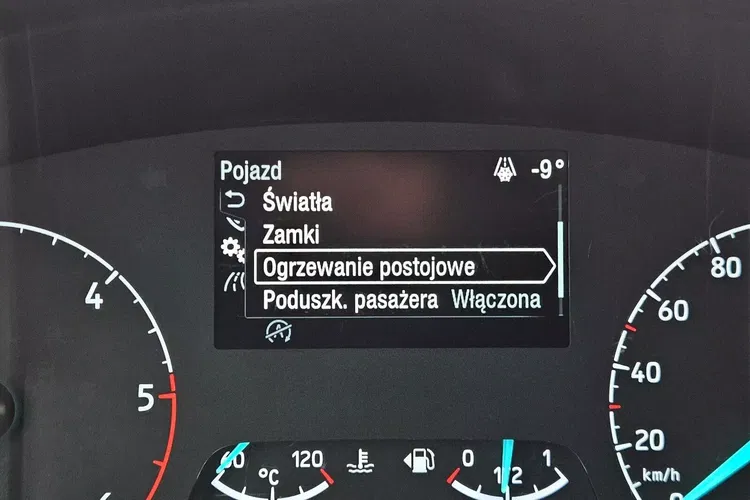 Pojazd -9°
Światła
Zamki
Ogrzewanie postojowe
Poduszk. pasażera Włączona
A
4
5
80
60
40
20
km/h
60 120
°C
0 1/2 1